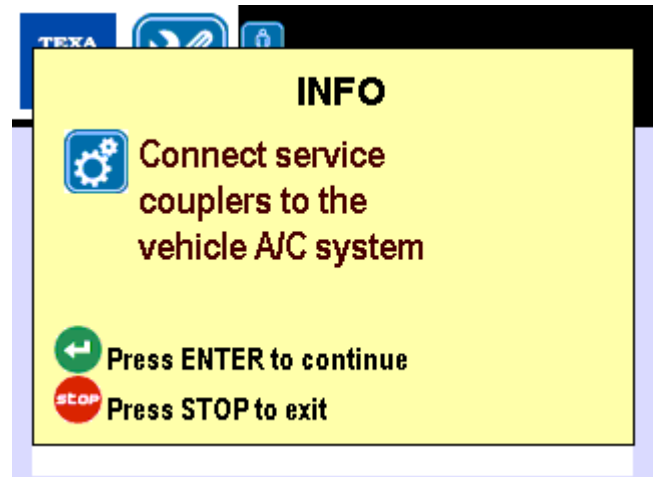 TEXA
INFO
Connect service
couplers to the
vehicle A/C system
Press ENTER to continue
stop
Press STOP to exit